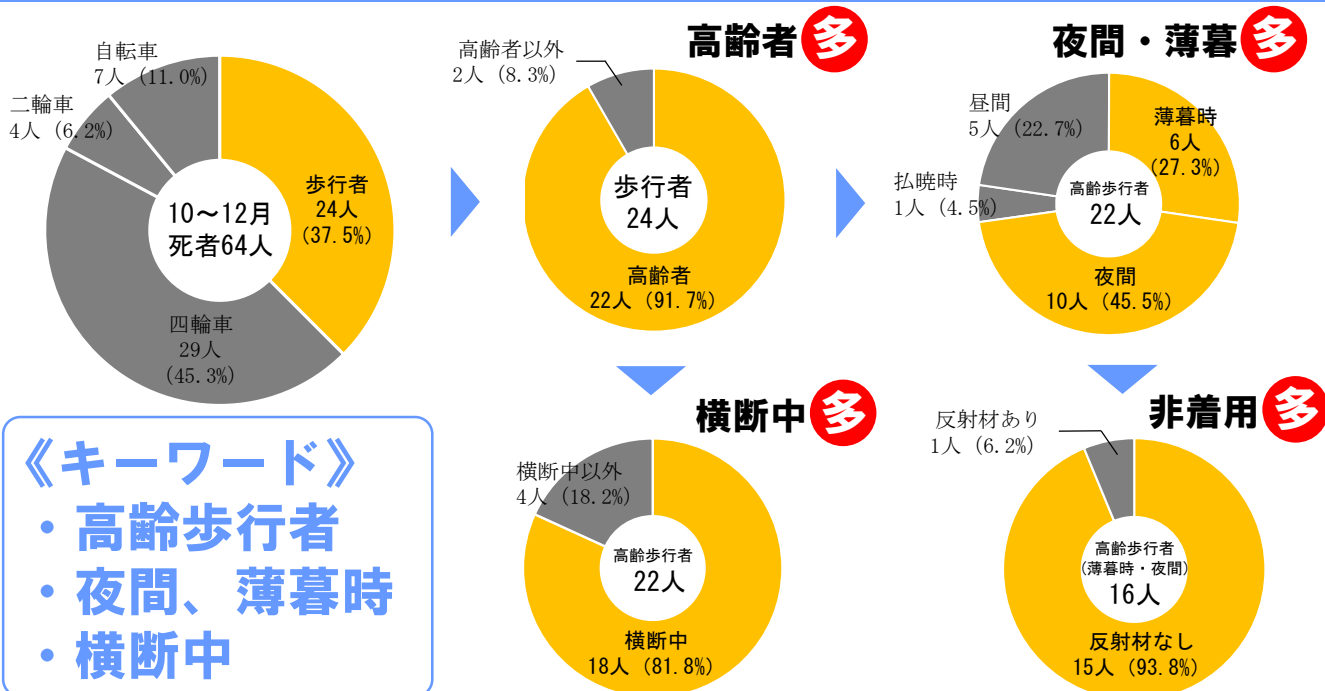 自転車
7人 (11.0%)
二輪車
4人 (6.2%)
歩行者
24人
(37.5%)
10～12月
死者64人
四輪車
29人
(45.3%)
高齢者 多
高齢者以外
2人 (8.3%)
歩行者
24人
高齢者
22人 (91.7%)
夜間・薄暮 多
昼間
5人 (22.7%)
薄暮時
6人
(27.3%)
払暁時
1人 (4.5%)
高齢歩行者
22人
夜間
10人 (45.5%)
横断中 多
横断中以外
4人 (18.2%)
高齢歩行者
22人
横断中
18人 (81.8%)
非着用 多
反射材あり
1人 (6.2%)
高齢歩行者
(薄暮時・夜間)
16人
反射材なし
15人 (93.8%)
《キーワード》
・高齢歩行者
・夜間、薄暮時
・横断中